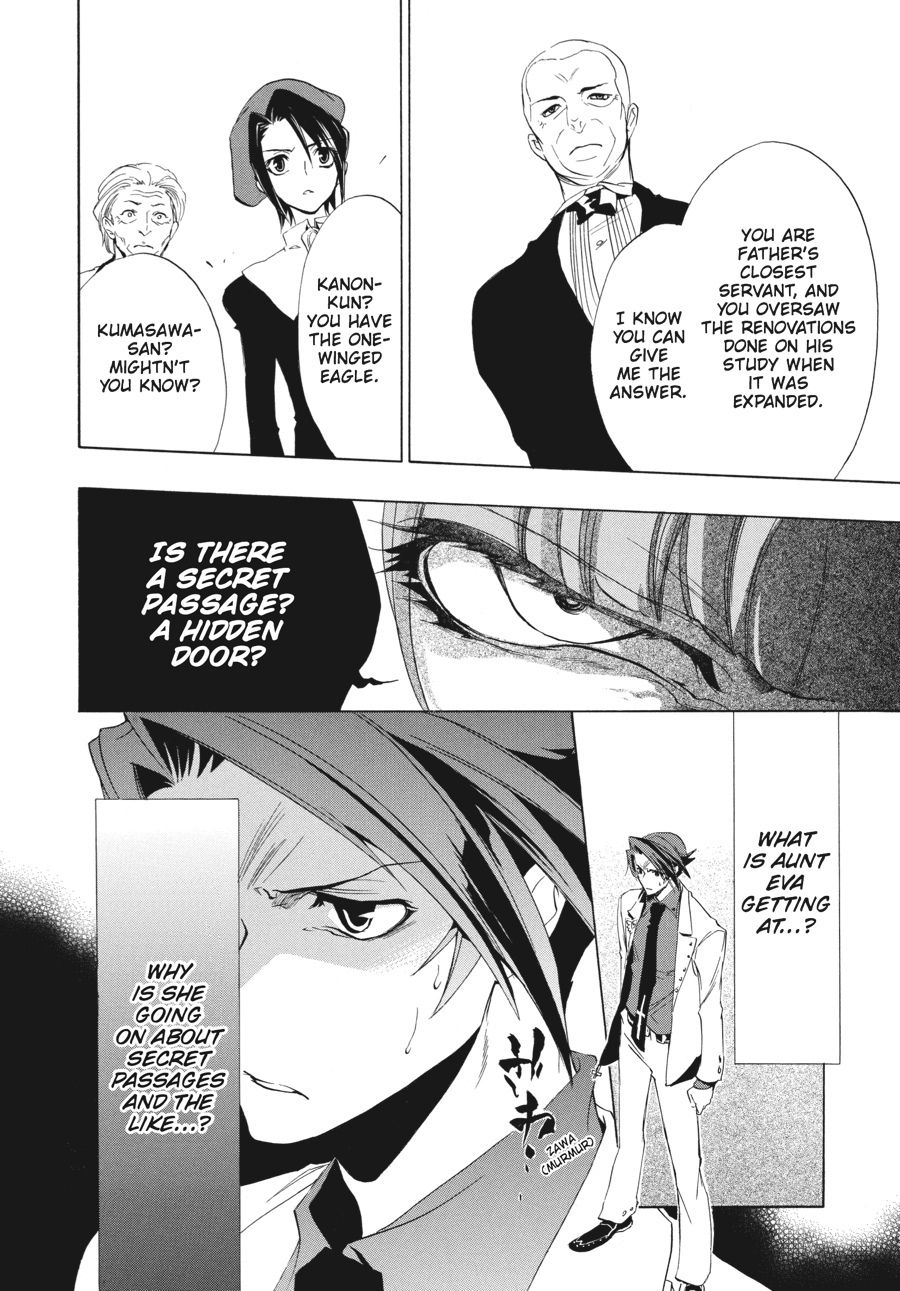 YOU ARE
FATHER'S
CLOSEST
SERVANT, AND
YOU OVERSAW
THE RENOVATIONS
DONE ON HIS
STUDY WHEN
IT WAS
EXPANDED.
I KNOW
YOU CAN
GIVE
ME THE
ANSWER.
KANON-
KUN?
YOU HAVE
THE ONE-
WINGED
EAGLE.
KUMASAWA-
SAN?
MIGHTN'T
YOU KNOW?
IS THERE
A SECRET
PASSAGE?
A HIDDEN
DOOR?
WHAT
IS AUNT
EVA
GETTING
AT...?
WHY
IS SHE
GOING
ON ABOUT
SECRET
PASSAGES
AND THE
LIKE...?
ザわ
ZAWA
(MURMUR)